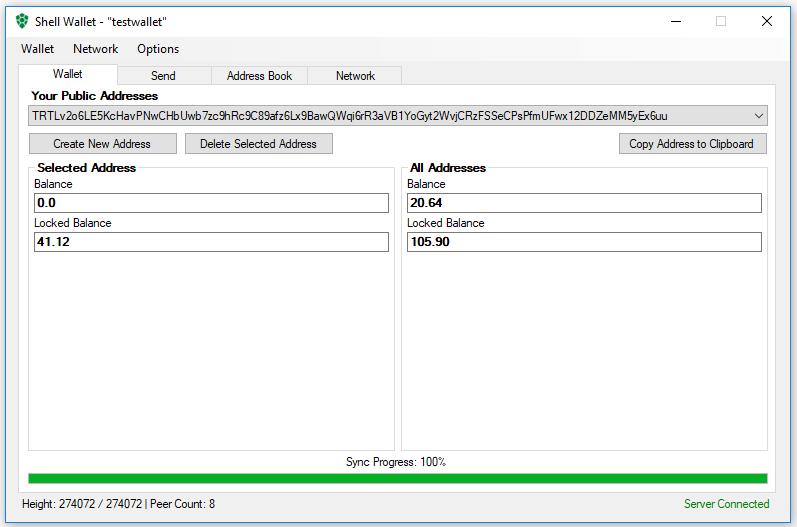 Shell Wallet - "testwallet"
Wallet Network Options
Wallet Send Address Book Network
Your Public Addresses
TRTLv2o6LE5KcHavPNwCHbUwb7zc9hRc9C89afz6Lx9BawQWqi6rR3aVB1YoGyt2WvjCRzFSSeCPsPfmUFwx12DDZeMM5yEx6uu
Create New Address Delete Selected Address Copy Address to Clipboard
Selected Address All Addresses
Balance Balance
0.0 20.64
Locked Balance Locked Balance
41.12 105.90
Sync Progress: 100%
Height: 274072 / 274072 | Peer Count: 8 Server Connected